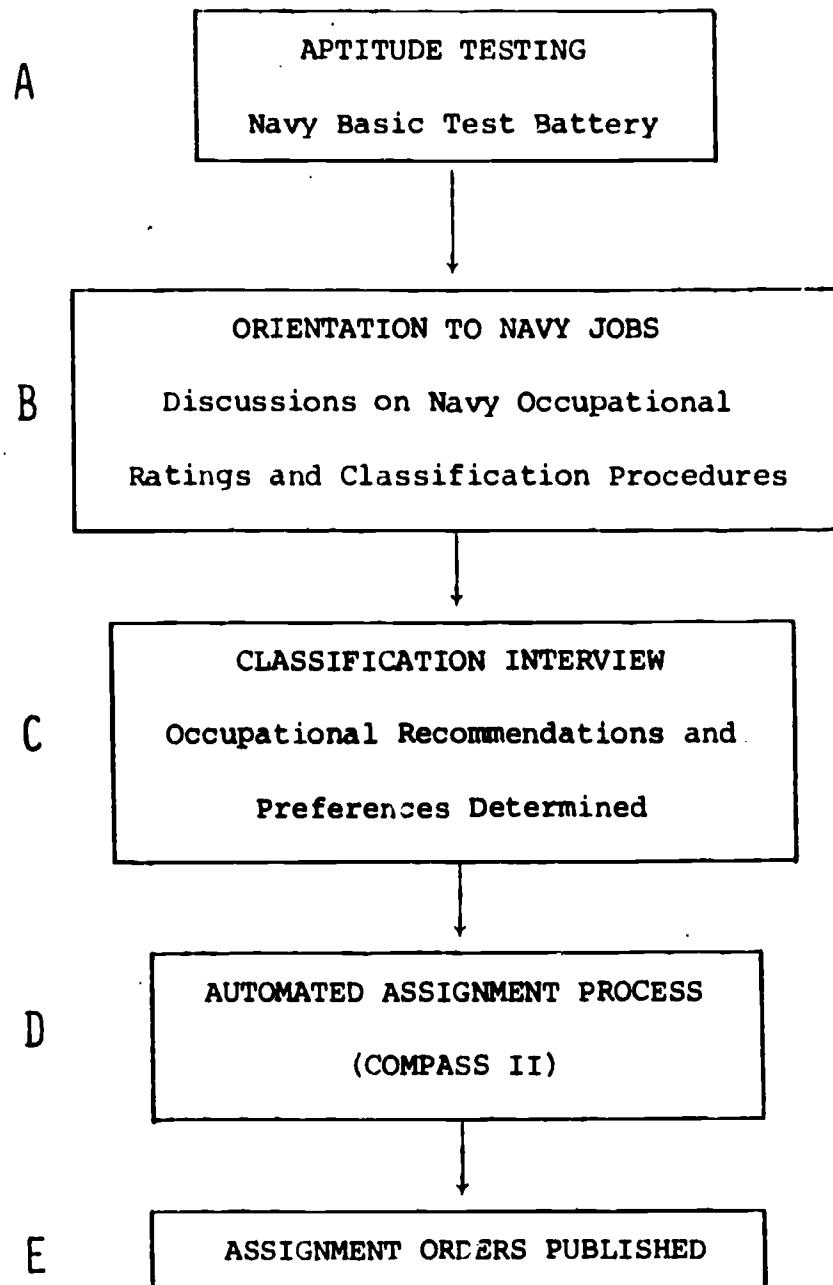 A
APTITUDE TESTING
Navy Basic Test Battery
B
ORIENTATION TO NAVY JOBS
Discussions on Navy Occupational
Ratings and Classification Procedures
C
CLASSIFICATION INTERVIEW
Occupational Recommendations and
Preferences Determined
D
AUTOMATED ASSIGNMENT PROCESS
(COMPASS II)
E
ASSIGNMENT ORDERS PUBLISHED